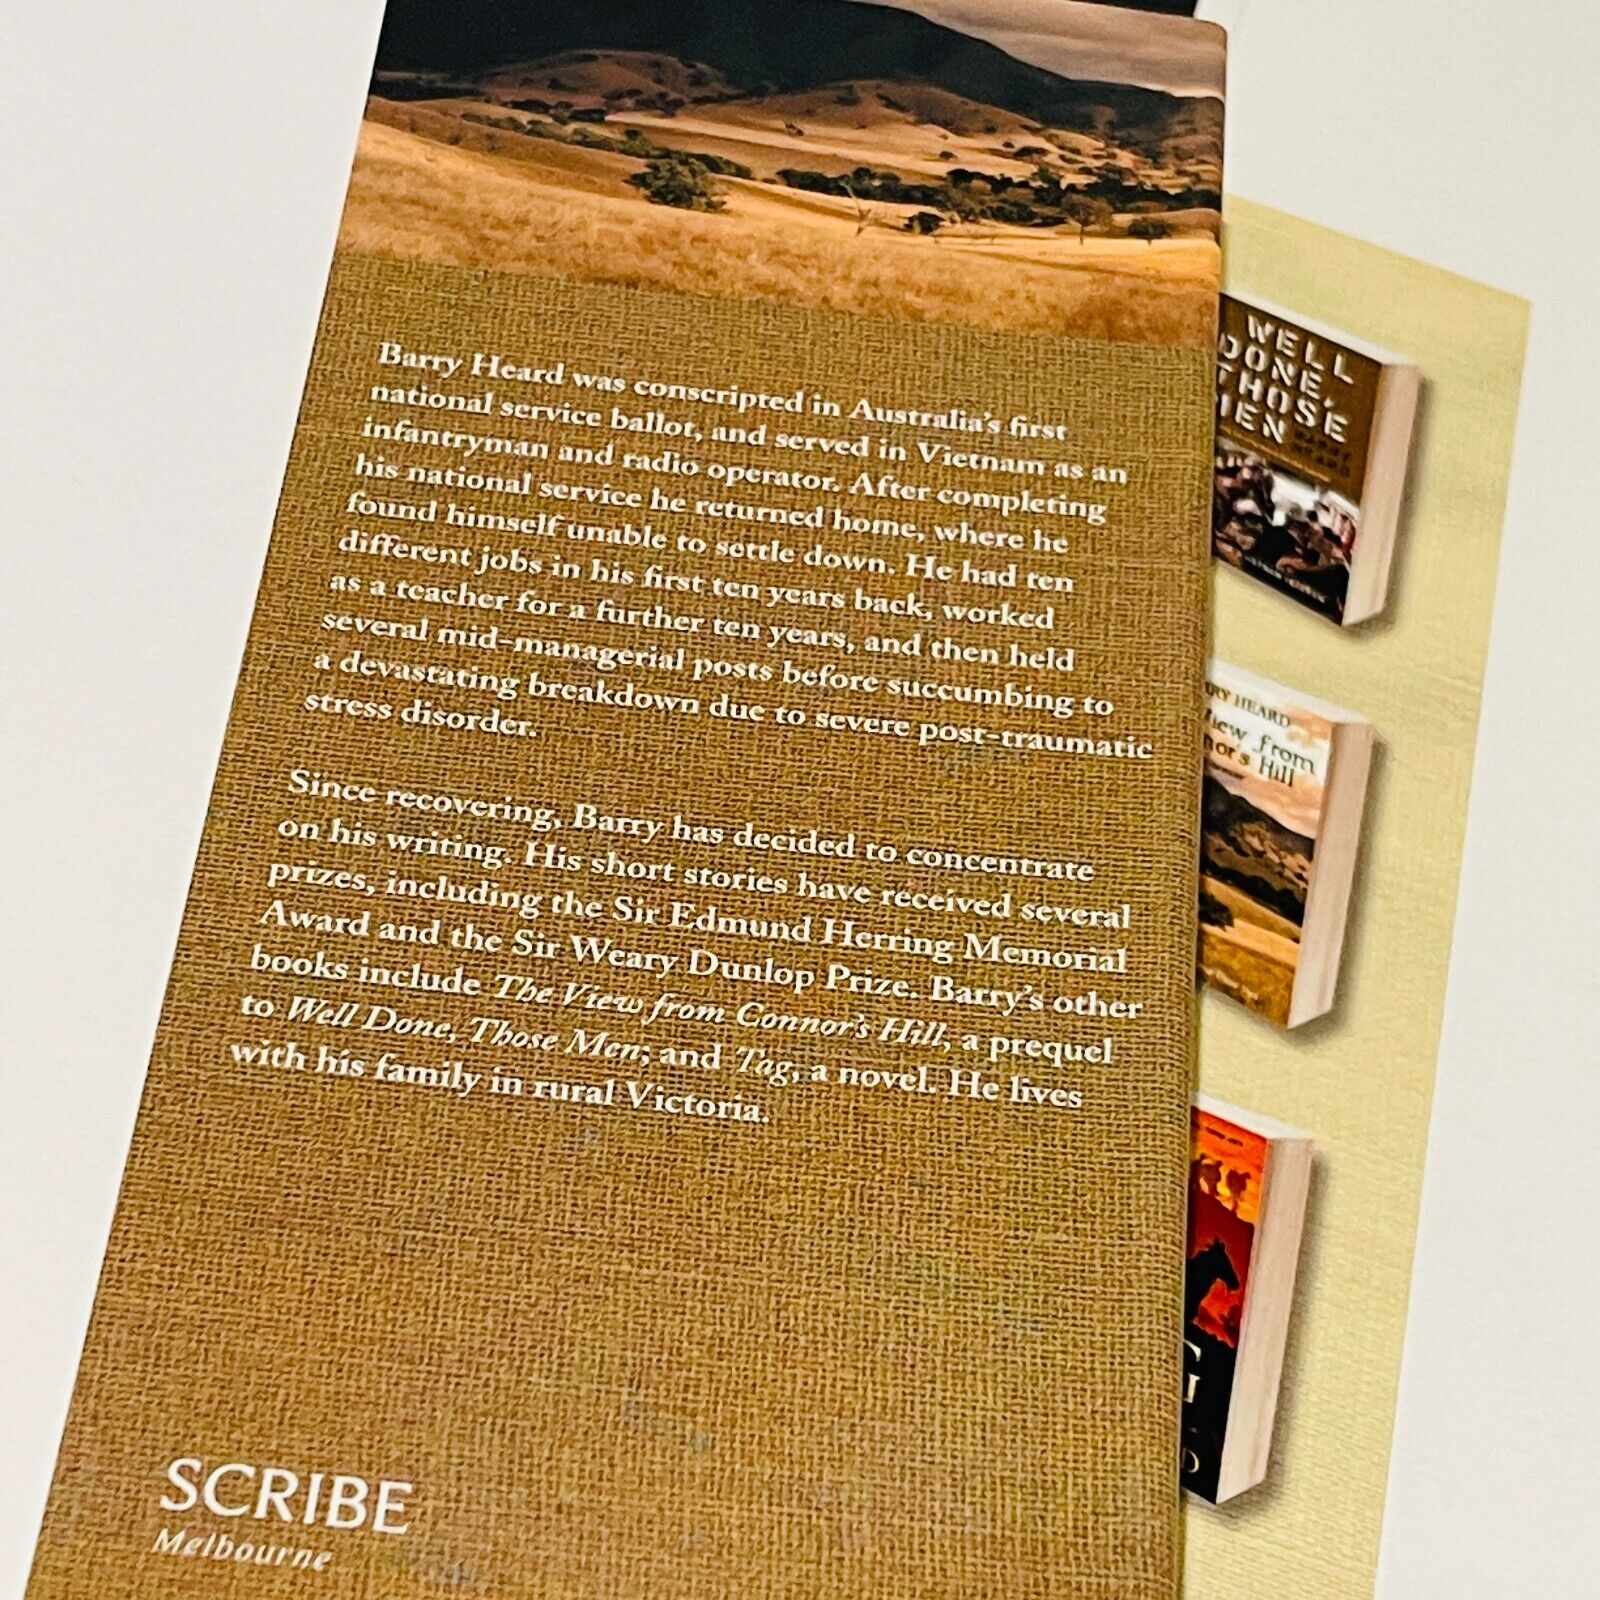 Barry Heard was conscripted in Australia's first
national service ballot, and served in Vietnam as an
infantryman and radio operator. After completing
his national service he returned home, where he
found himself unable to settle down. He had ten
different jobs in his first ten years back, worked
as a teacher for a further ten years, and then held
several mid-managerial posts before succumbing to
a devastating breakdown due to severe post-traumatic
stress disorder.
Since recovering, Barry has decided to concentrate
on his writing. His short stories have received several
prizes, including the Sir Edmund Herring Memorial
Award and the Sir Weary Dunlop Prize. Barry's other
books include The View from Connor's Hill, a prequel
to Well Done, Those Men; and Tag, a novel. He lives
with his family in rural Victoria.
SCRIBE
Melbourne
WELL
DONE,
THOSE
MEN
BARRY
HEARD
HEARD
View from
Hill